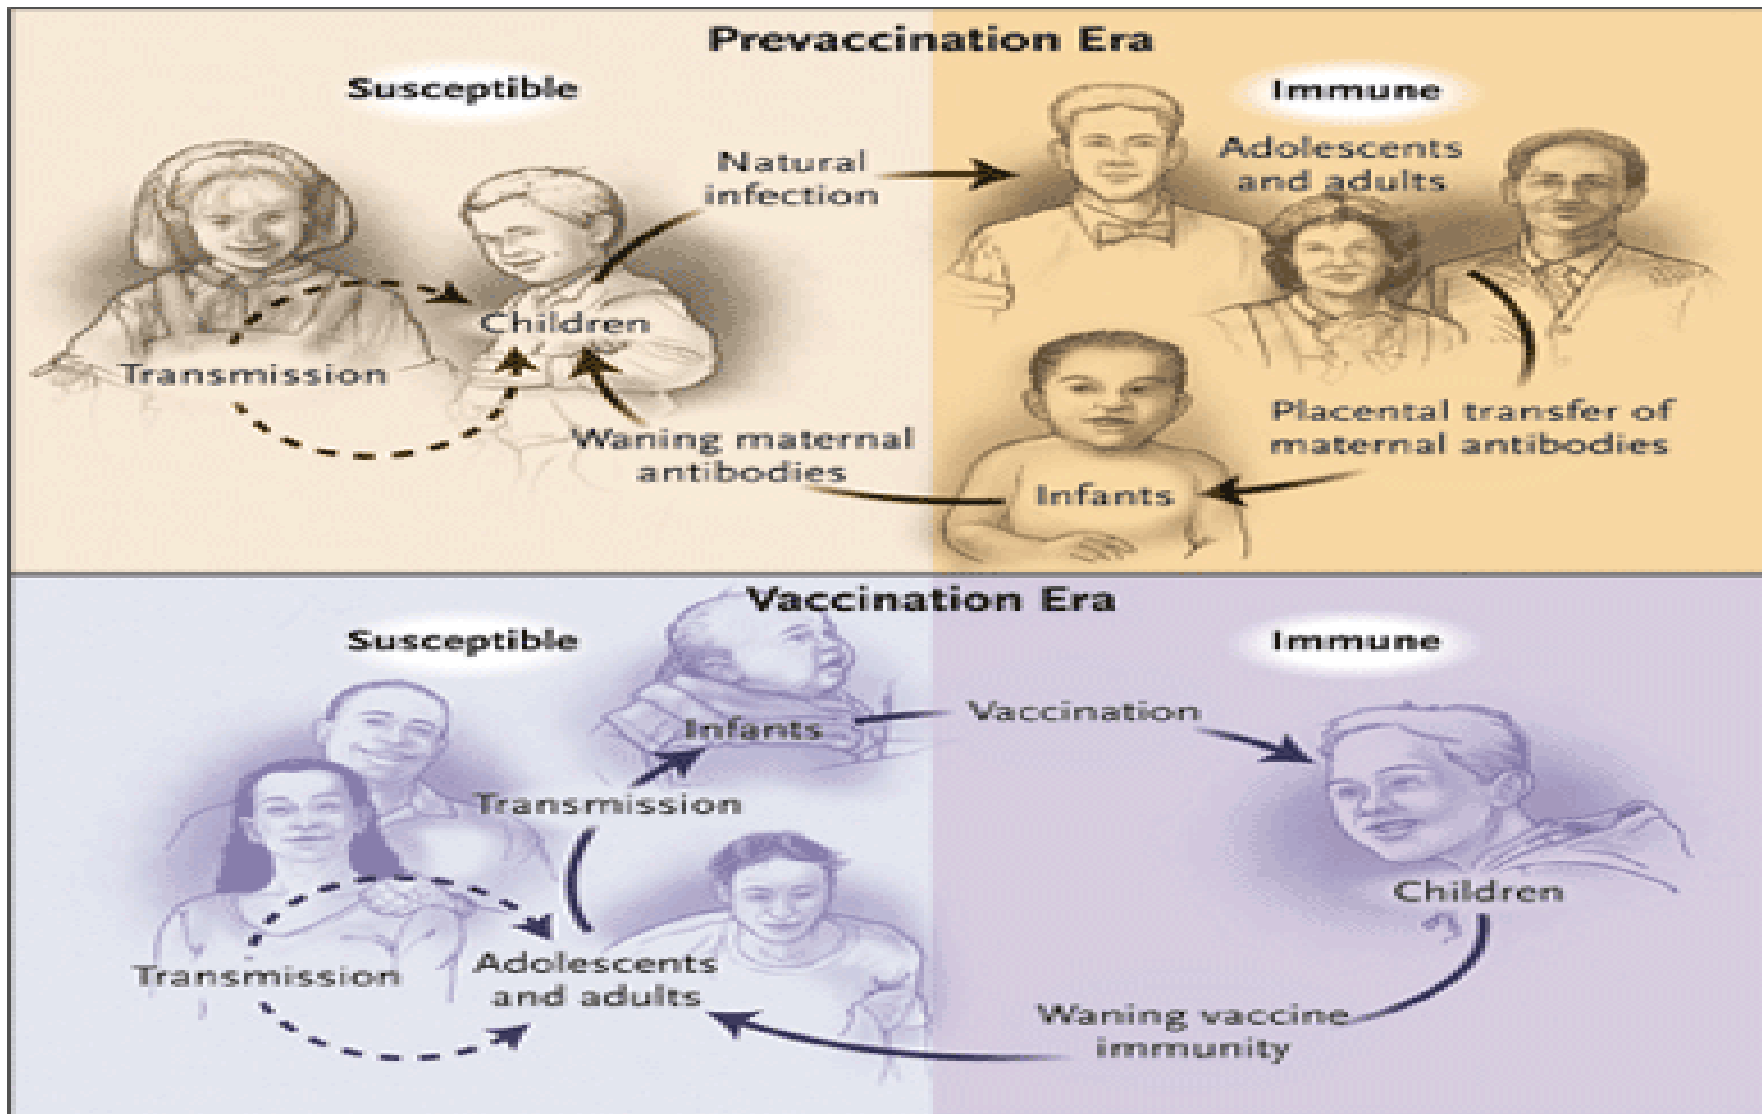 Prevaccination Era
Susceptible
Immune
Natural
infection
Adolescents
and adults
Children
Transmission
Waning maternal
antibodies
Placental transfer of
maternal antibodies
Infants
Vaccination Era
Susceptible
Immune
Infants
Vaccination
Transmission
Children
Transmission
Adolescents
and adults
Waning vaccine
immunity